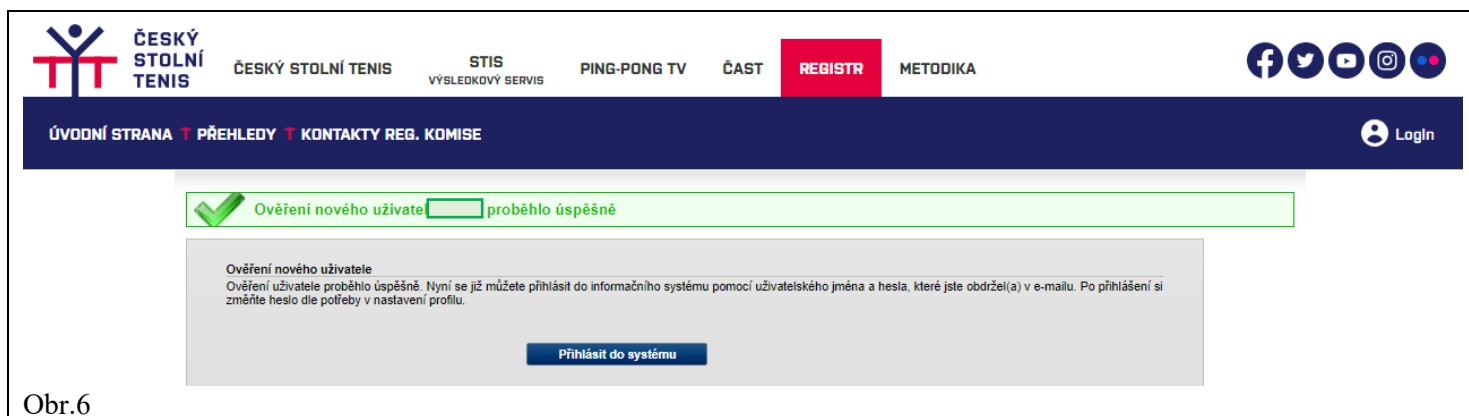 ČESKÝ
STOLNÍ
TENIS
ČESKÝ STOLNÍ TENIS
STIS
VÝSLEDKOVÝ SERVIS
PING-PONG TV
ČAST
REGISTR
METODIKA
ÚVODNÍ STRANA T PŘEHLEDY T KONTAKTY REG. KOMISE
LogIn
Ověření nového uživatel proběhlo úspěšně
Ověření nového uživatele
Ověření uživatele proběhlo úspěšně. Nyní se již můžete přihlásit do informačního systému pomocí uživatelského jména a hesla, které jste obdržel(a) v e-mailu. Po přihlášení si
změňte heslo dle potřeby v nastavení profilu.
Přihlásit do systému
Obr.6